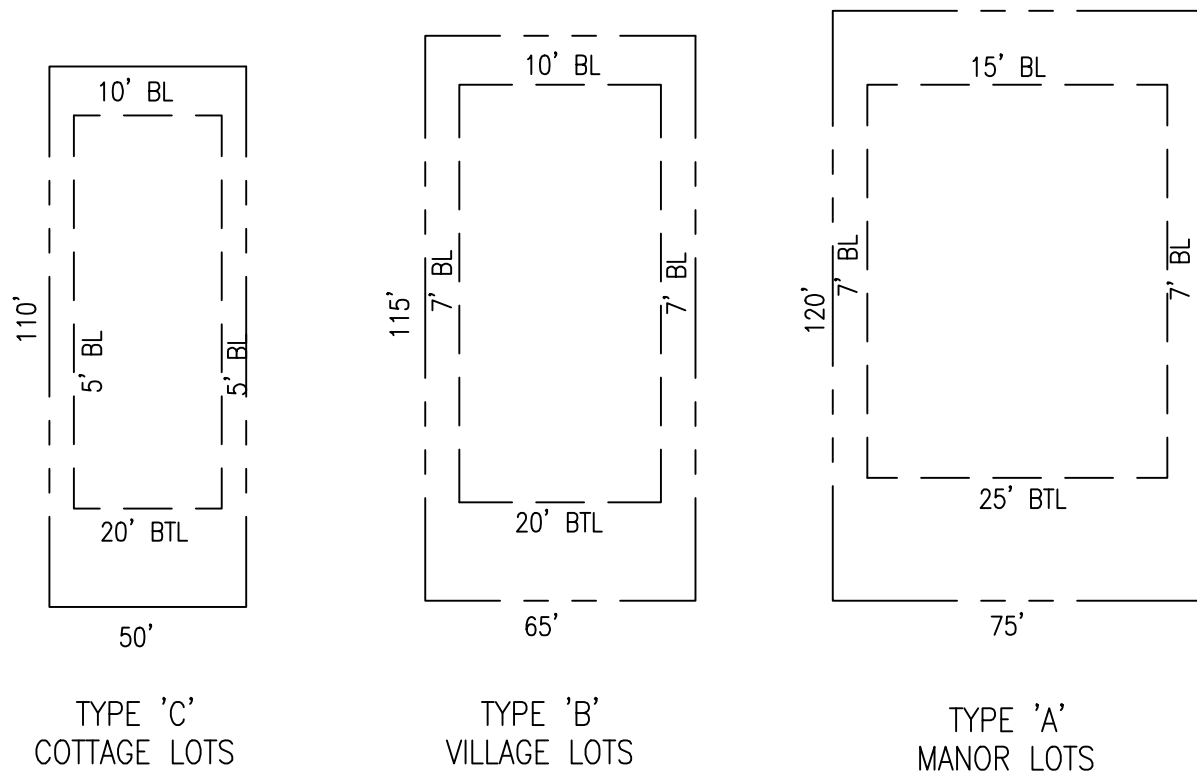 10' BL
110'
5' BL
5' BL
20' BTL
50'
TYPE 'C'
COTTAGE LOTS
10' BL
115'
7' BL
7' BL
20' BTL
65'
TYPE 'B'
VILLAGE LOTS
15' BL
120'
7' BL
7' BL
25' BTL
75'
TYPE 'A'
MANOR LOTS